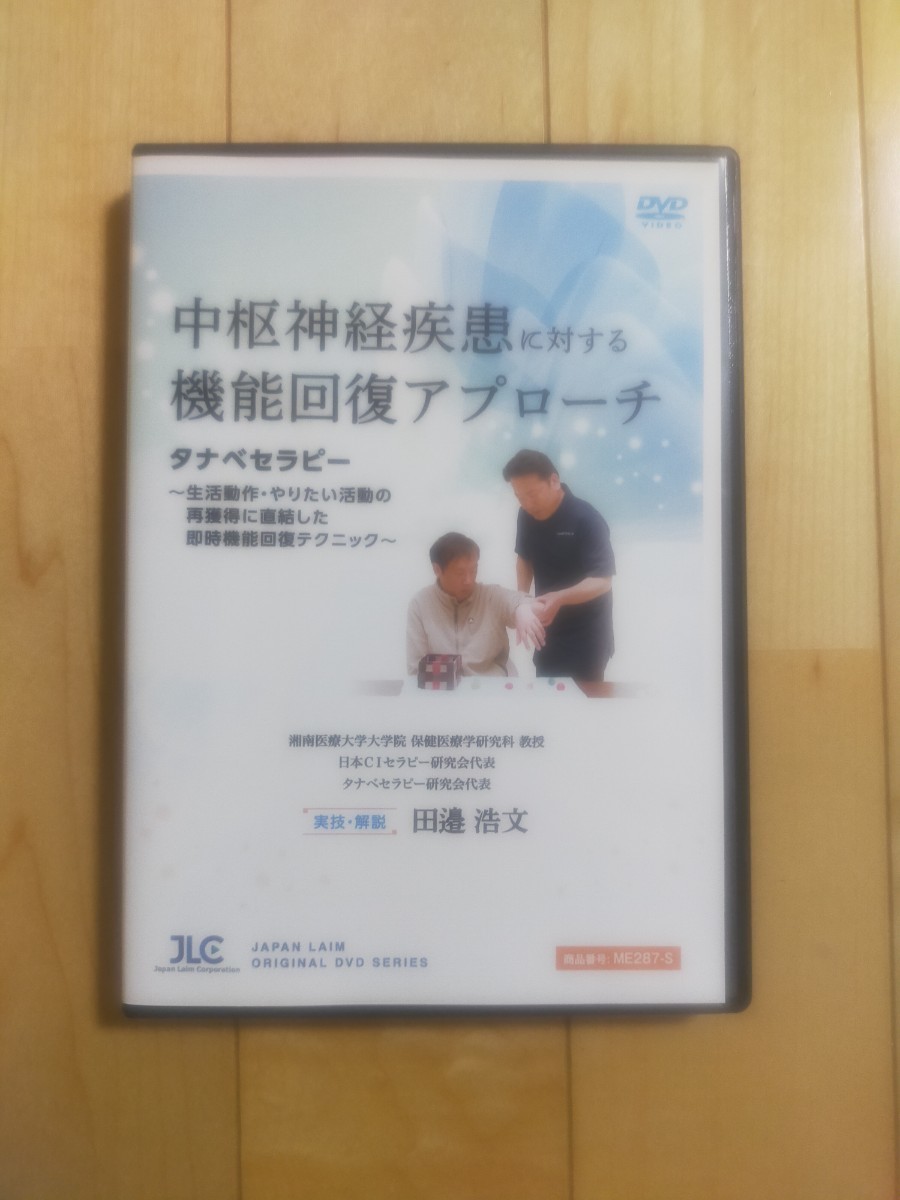 DVD
VIDEO
中枢神経疾患に対する
機能回復アプローチ
タナベセラピー
～生活動作・やりたい活動の
再獲得に直結した
即時機能回復テクニック～
湘南医療大学大学院 保健医療学研究科 教授
日本CIセラピー研究会代表
タナベセラピー研究会代表
実技・解説 田邉 浩文
JLC
Japan Laim Corporation
JAPAN LAIM
ORIGINAL DVD SERIES
商品番号: ME287-S